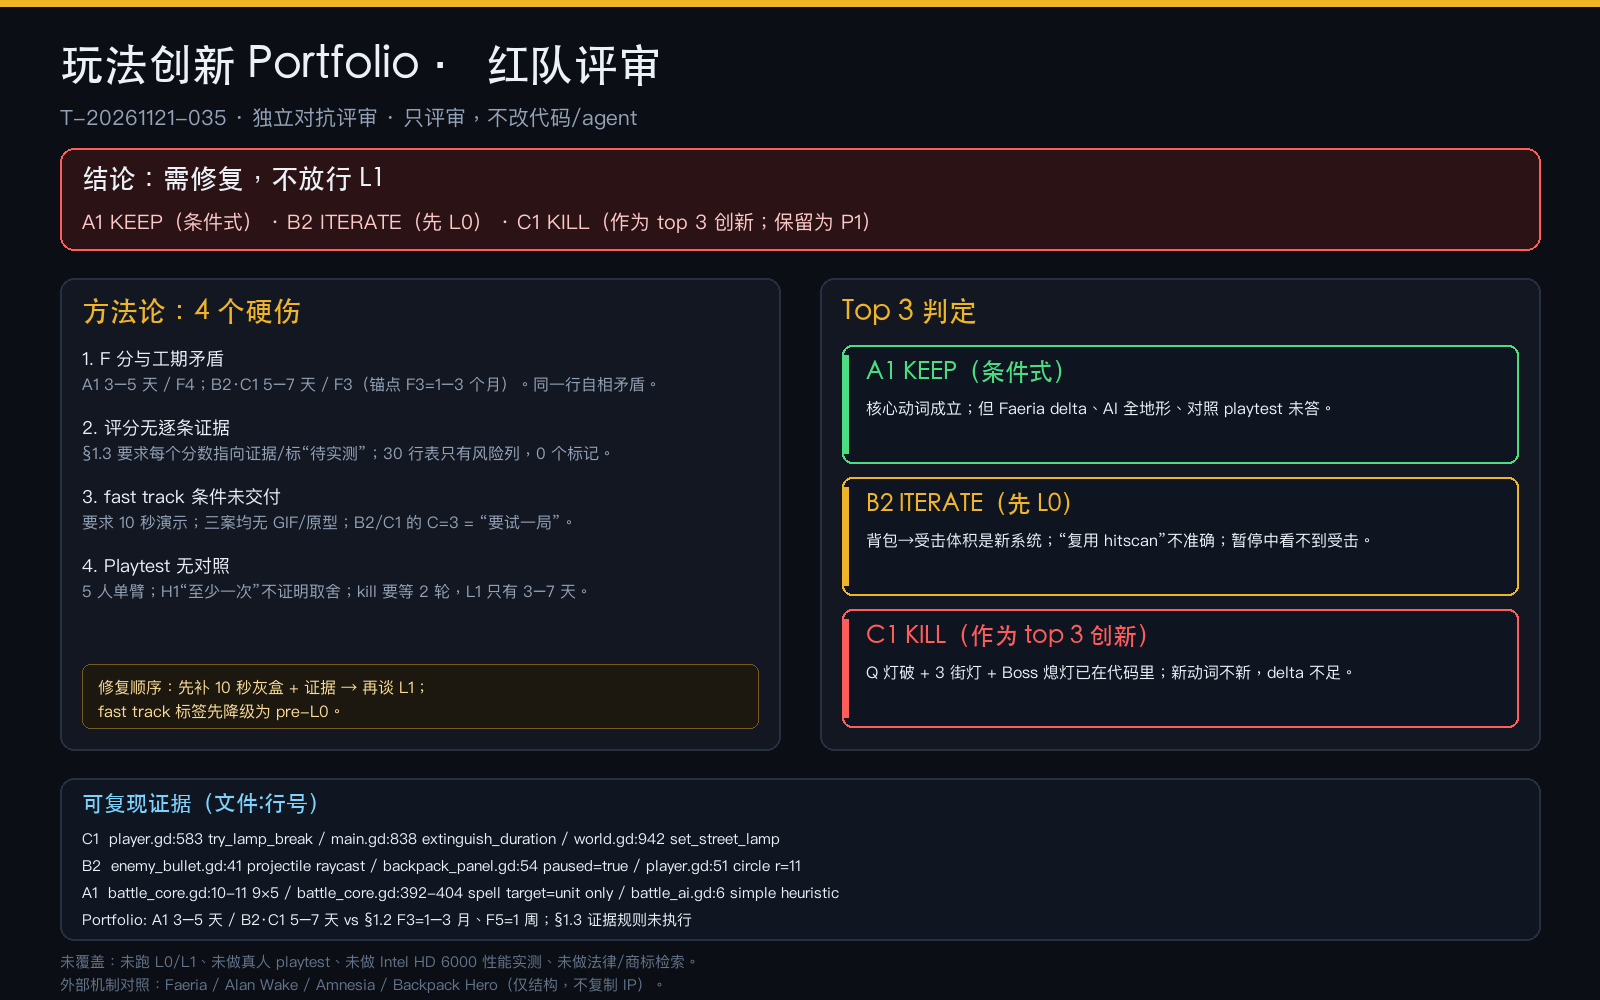 玩法创新 Portfolio · 红队评审
T-20261121-035 · 独立对抗评审 · 只评审，不改代码/agent
结论：需修复，不放行 L1
A1 KEEP（条件式） · B2 ITERATE（先 L0） · C1 KILL（作为 top 3 创新；保留为 P1）
方法论：4 个硬伤
1. F 分与工期矛盾
A1 3–5 天 / F4；B2·C1 5–7 天 / F3（锚点 F3=1–3 个月）。同一行自相矛盾。
2. 评分无逐条证据
§1.3 要求每个分数指向证据/标“待实测”；30 行表只有风险列，0 个标记。
3. fast track 条件未交付
要求 10 秒演示；三案均无 GIF/原型；B2/C1 的 C=3 = “要试一局”。
4. Playtest 无对照
5 人单臂；H1“至少一次”不证明取舍；kill 要等 2 轮，L1 只有 3–7 天。
修复顺序：先补 10 秒灰盒 + 证据 → 再谈 L1；
fast track 标签先降级为 pre-L0。
Top 3 判定
A1 KEEP（条件式）
核心动词成立；但 Faeria delta、AI 全地形、对照 playtest 未答。
B2 ITERATE（先 L0）
背包→受击体积是新系统；“复用 hitscan”不准确；暂停中看不到受击。
C1 KILL（作为 top 3 创新）
Q 灯破 + 3 街灯 + Boss 熄灯已在代码里；新动词不新，delta 不足。
可复现证据（文件:行号）
C1 player.gd:583 try_lamp_break / main.gd:838 extinguish_duration / world.gd:942 set_street_lamp
B2 enemy_bullet.gd:41 projectile raycast / backpack_panel.gd:54 paused=true / player.gd:51 circle r=11
A1 battle_core.gd:10-11 9×5 / battle_core.gd:392-404 spell target=unit only / battle_ai.gd:6 simple heuristic
Portfolio: A1 3–5 天 / B2·C1 5–7 天 vs §1.2 F3=1–3 月、F5=1 周；§1.3 证据规则未执行
未覆盖：未跑 L0/L1、未做真人 playtest、未做 Intel HD 6000 性能实测、未做法律/商标检索。
外部机制对照：Faeria / Alan Wake / Amnesia / Backpack Hero（仅结构，不复制 IP）。